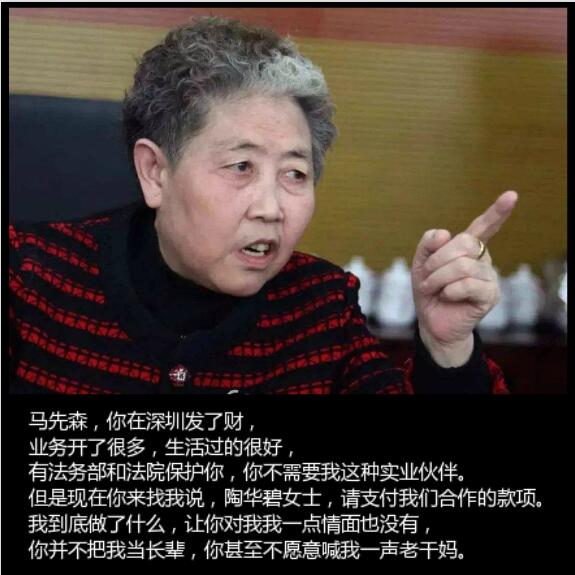 马先森，你在深圳发了财，
业务开了很多，生活过的很好，
有法务部和法院保护你，你不需要我这种实业伙伴。
但是现在你来找我说，陶华碧女士，请支付我们合作的款项。
我到底做了什么，让你对我我一点情面也没有，
你并不把我当长辈，你甚至不愿意喊我一声老干妈。